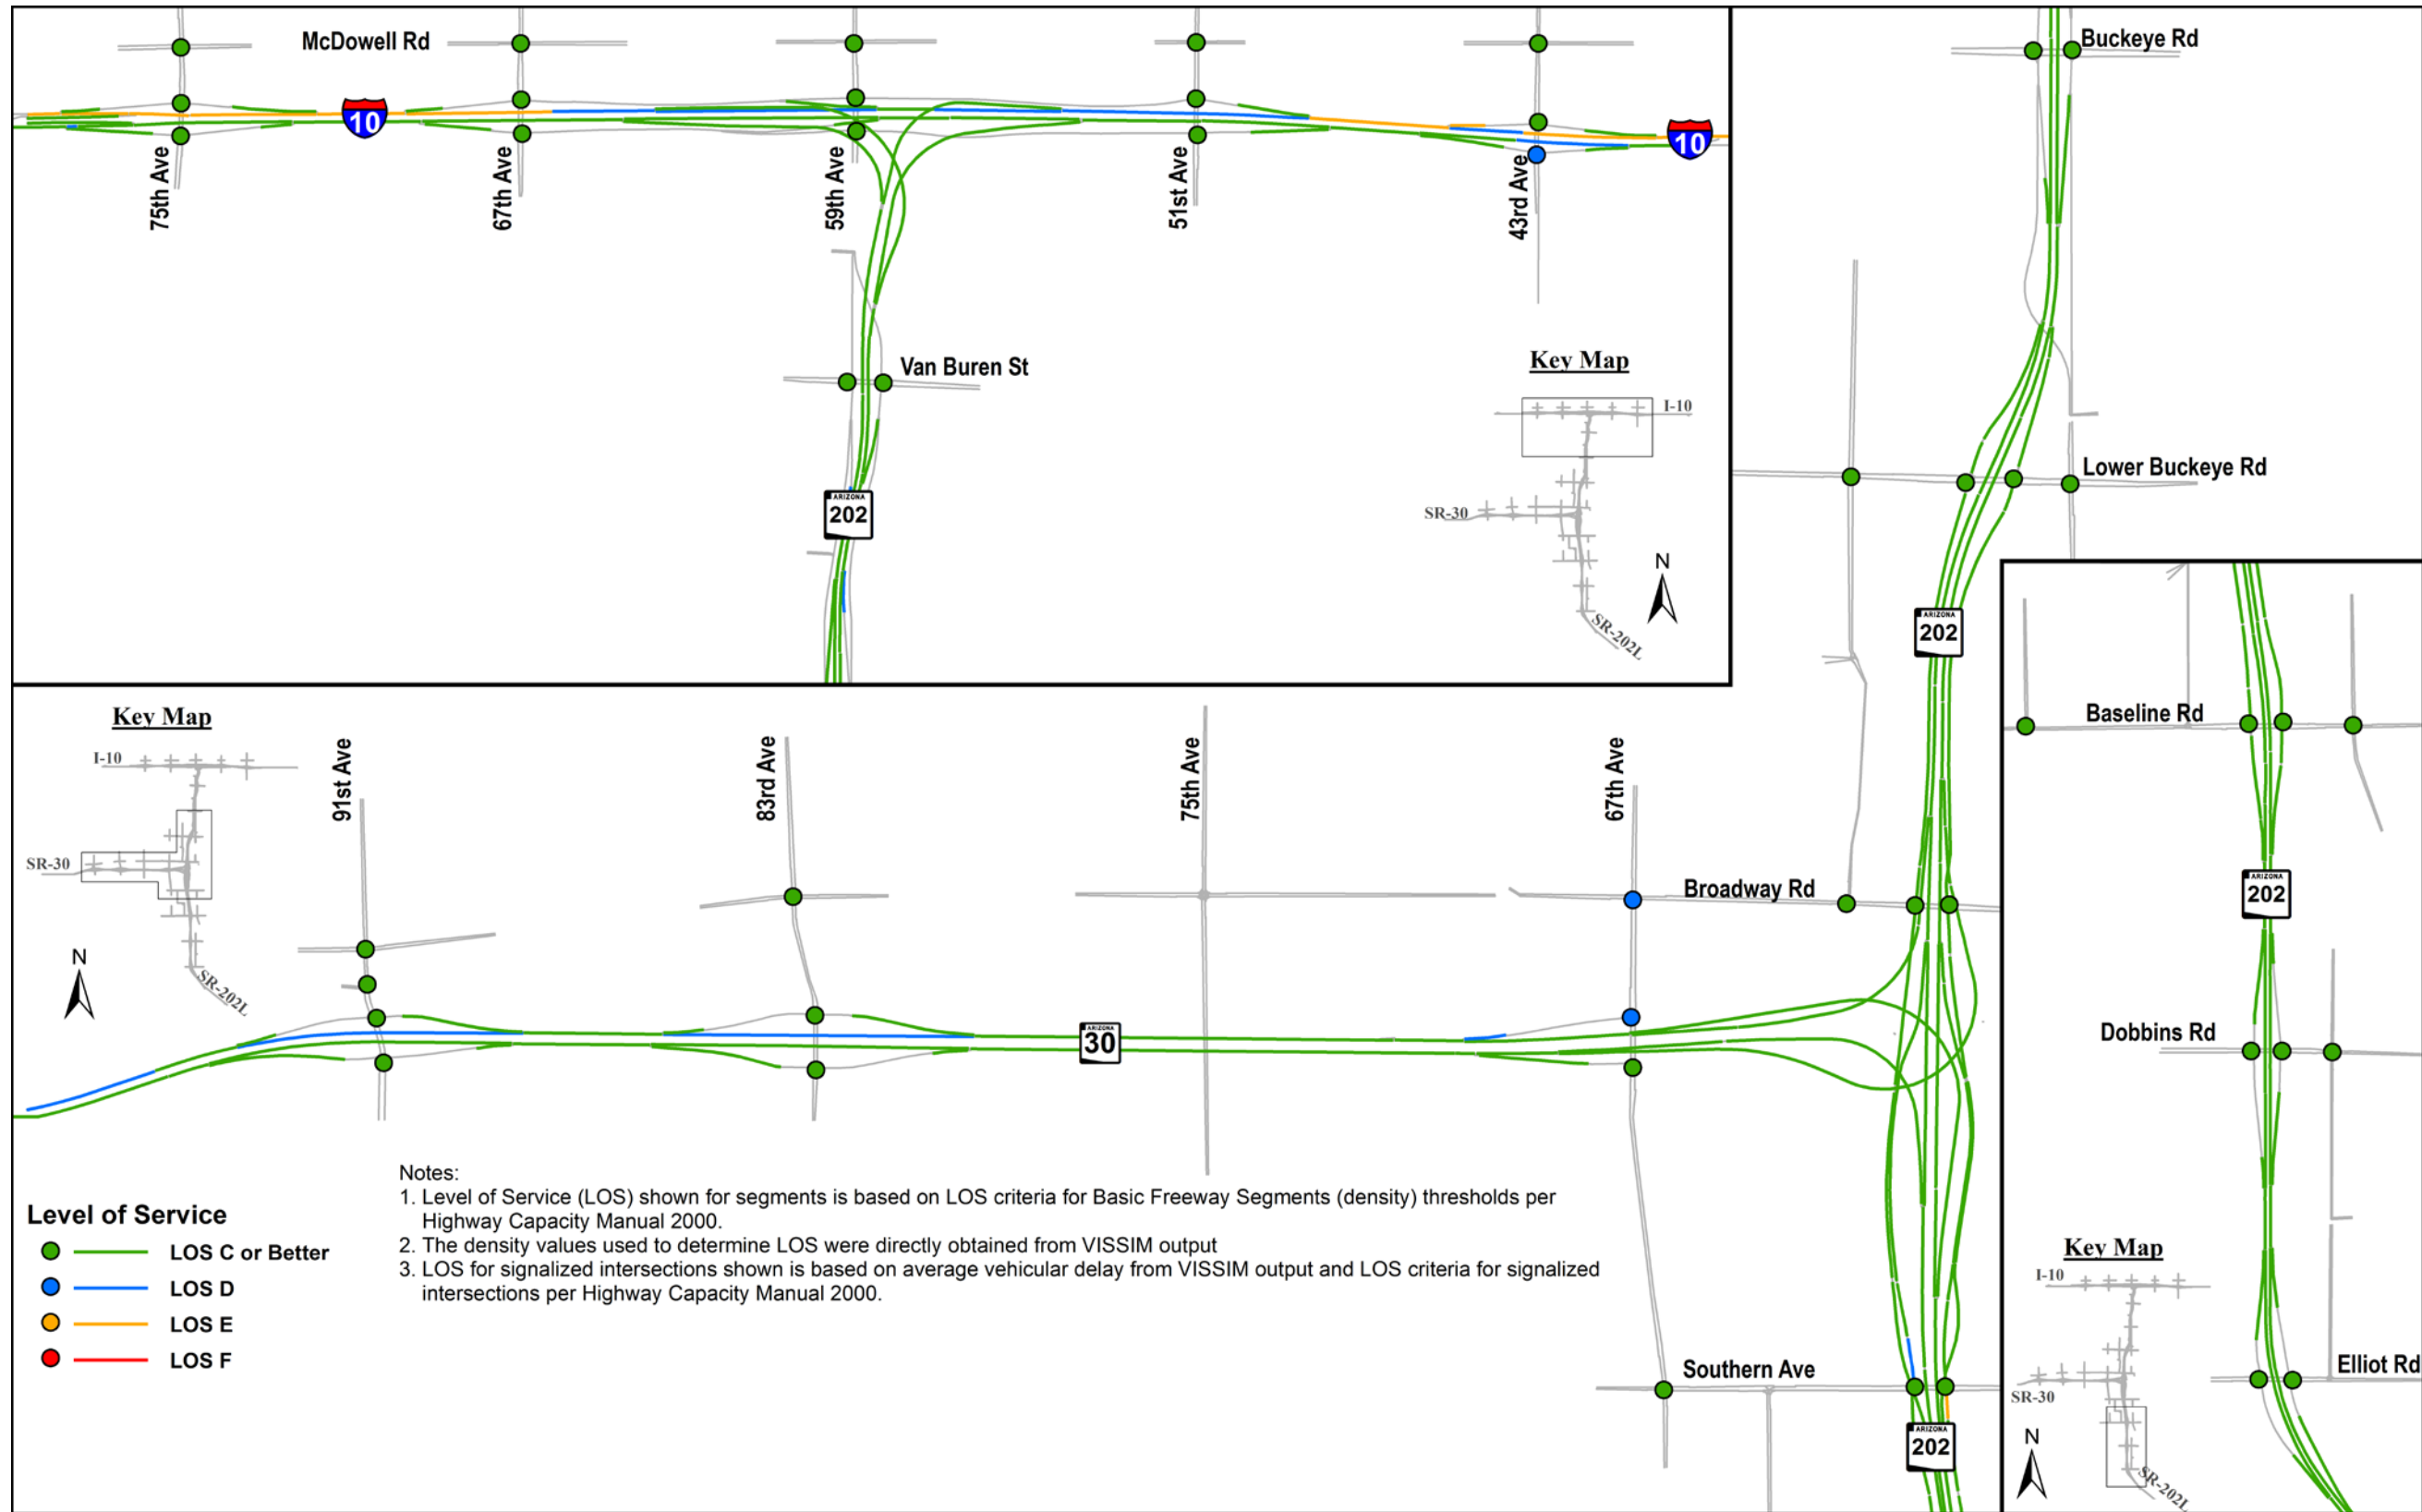 McDowell Rd
10
10
75th Ave
67th Ave
59th Ave
51st Ave
43rd Ave
Van Buren St
ARIZONA
202
Key Map
I-10
SR-30
N
SR-202L
Buckeye Rd
Lower Buckeye Rd
ARIZONA
202
Key Map
I-10
SR-30
N
SR-202L
91st Ave
83rd Ave
75th Ave
67th Ave
Broadway Rd
ARIZONA
30
Southern Ave
ARIZONA
202
Baseline Rd
ARIZONA
202
Dobbins Rd
Elliot Rd
Key Map
I-10
SR-30
N
SR-202L
Level of Service
LOS C or Better
LOS D
LOS E
LOS F
Notes:
1. Level of Service (LOS) shown for segments is based on LOS criteria for Basic Freeway Segments (density) thresholds per
Highway Capacity Manual 2000.
2. The density values used to determine LOS were directly obtained from VISSIM output
3. LOS for signalized intersections shown is based on average vehicular delay from VISSIM output and LOS criteria for signalized
intersections per Highway Capacity Manual 2000.